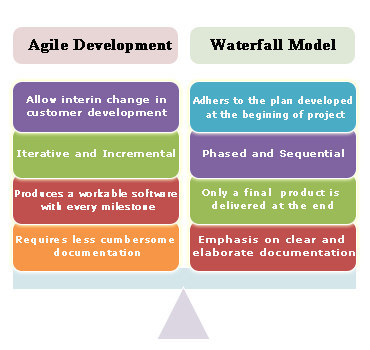 Agile Development
Waterfall Model
Allow interin change in
customer development
Adhers to the plan developed
at the begining of project
Iterative and Incremental
Phased and Sequential
Produces a workable software
with every milestone
Only a final product is
delivered at the end
Requires less cumbersome
documentation
Emphasis on clear and
elaborate documentation